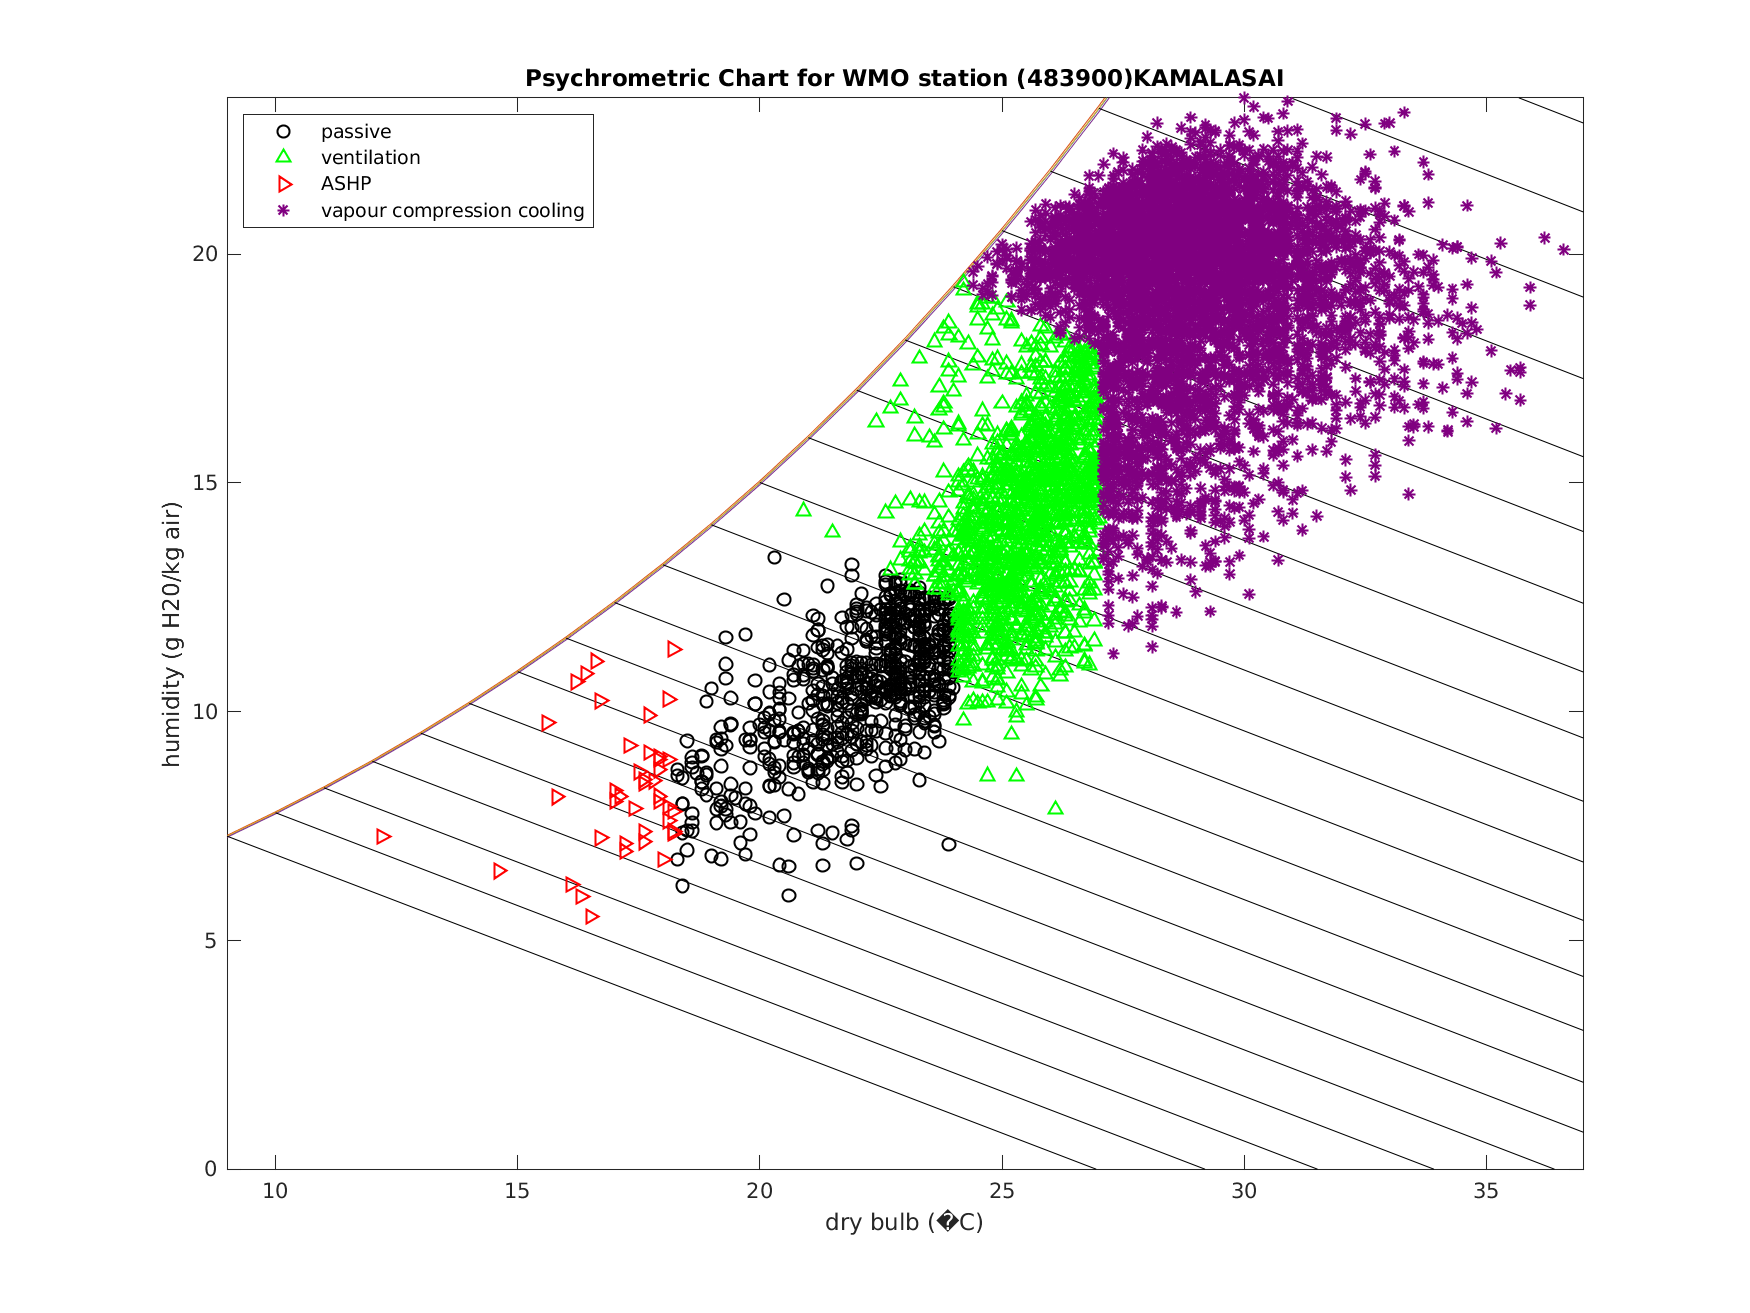 Psychrometric Chart for WMO station (483900)KAMALASAI
passive
ventilation
ASHP
vapour compression cooling
humidity (g H20/kg air)
20
15
10
5
0
10 15 20 25 30 35
dry bulb (�C)